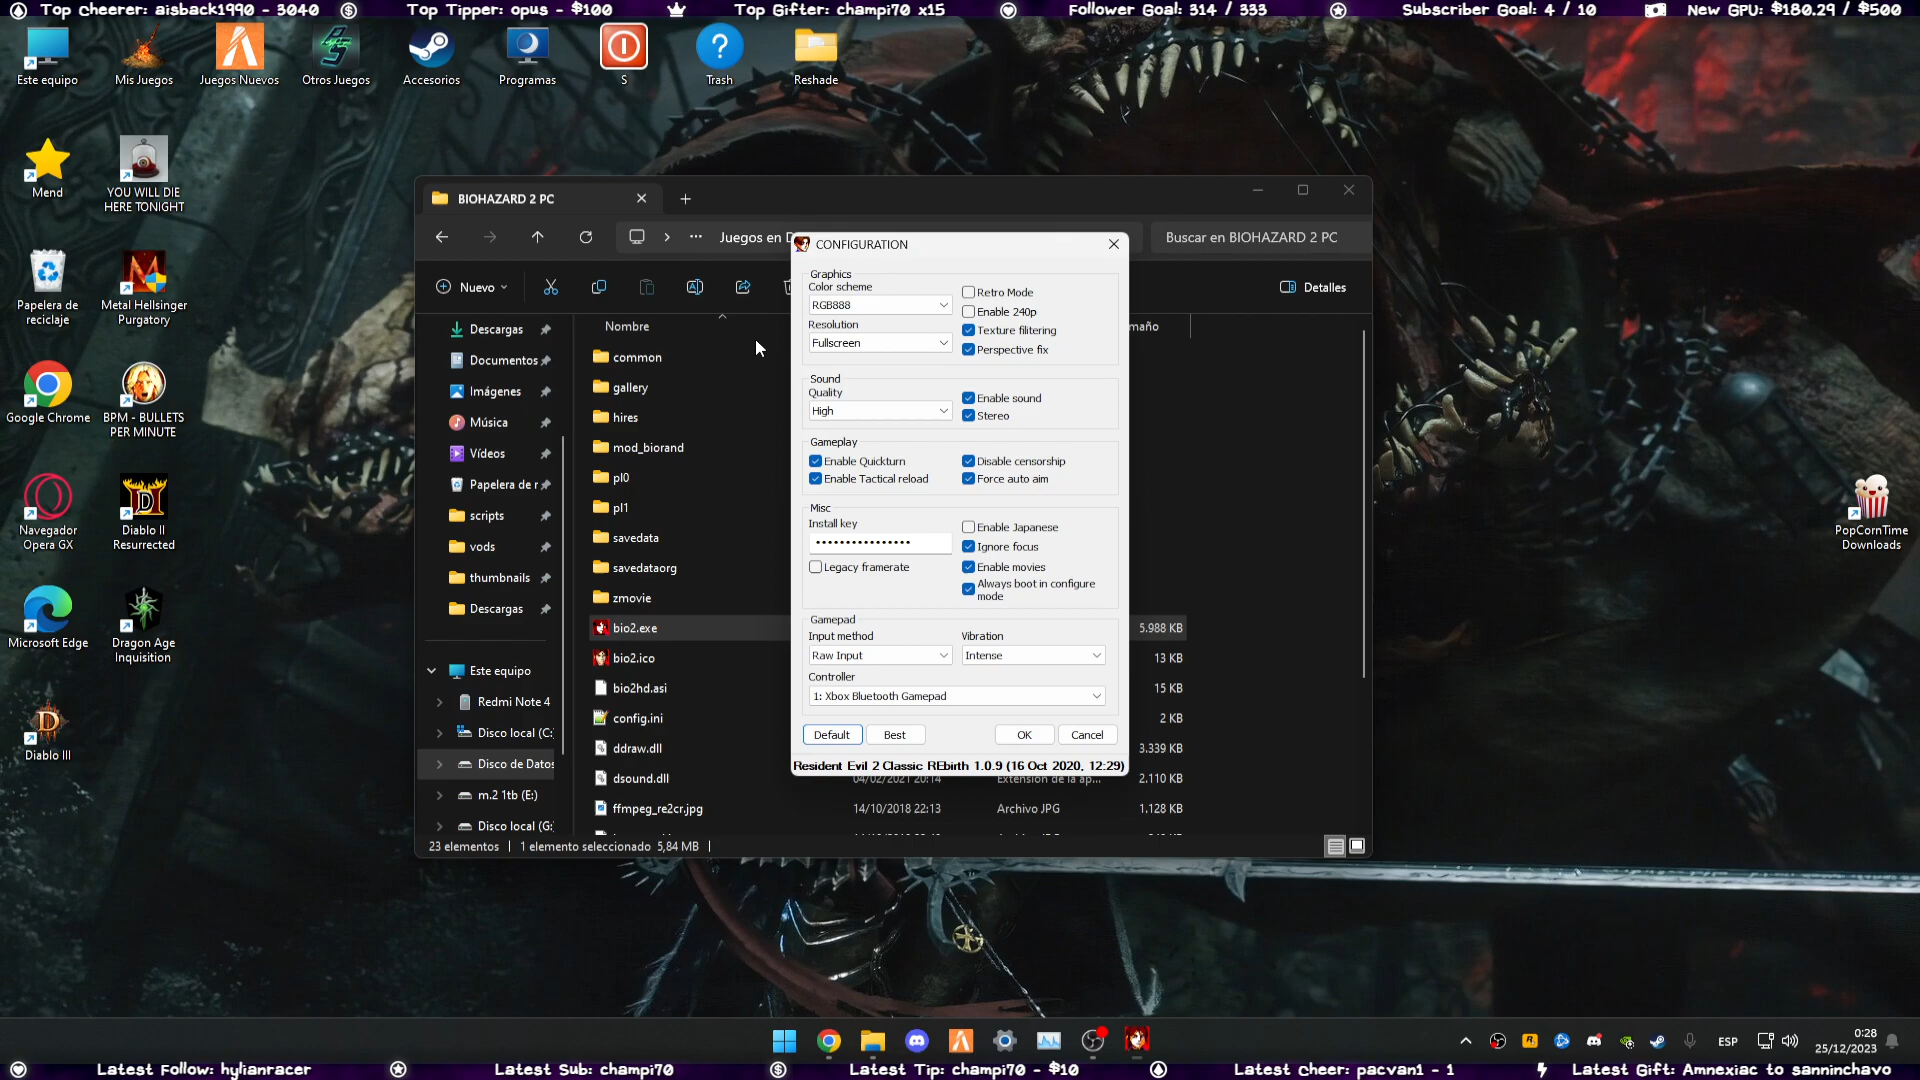 Top Cheerer: aisback1990 - 3040
Top Tipper: opus - $100
Top Gifter: champi70 x15
Follower Goal: 314 / 333
Subscriber Goal: 4 / 10
New GPU: $180.29 / $500
Este equipo
Mis Juegos
Juegos Nuevos
Otros Juegos
Accesorios
Programas
S
Trash
Reshade
Mend
YOU WILL DIE
HERE TONIGHT
Papelera de
reciclaje
Metal Hellsinger
Purgatory
Google Chrome
BPM - BULLETS
PER MINUTE
Navegador
Opera GX
Diablo II
Resurrected
Microsoft Edge
Dragon Age
Inquisition
Diablo III
PopCornTime
Downloads
BIOHAZARD 2 PC
Juegos en D
Buscar en BIOHAZARD 2 PC
Nuevo
Detalles
Descargas
Documentos
Imágenes
Música
Vídeos
Papelera de r
scripts
vods
thumbnails
Descargas
Este equipo
Redmi Note 4
Disco local (C:
Disco de Datos
m.2 1tb (E:)
Disco local (G:
Nombre
maño
common
gallery
hires
mod_biorand
pl0
pl1
savedata
savedataorg
zmovie
bio2.exe
5.988 KB
bio2.ico
13 KB
bio2hd.asi
15 KB
config.ini
2 KB
ddraw.dll
3.339 KB
dsound.dll
04/02/2021 20:14
Extensión de la ap...
2.110 KB
ffmpeg_re2cr.jpg
14/10/2018 22:13
Archivo JPG
1.128 KB
23 elementos
1 elemento seleccionado 5,84 MB
CONFIGURATION
Graphics
Color scheme
RGB888
Resolution
Fullscreen
Retro Mode
Enable 240p
Texture filitering
Perspective fix
Sound
Quality
High
Enable sound
Stereo
Gameplay
Enable Quickturn
Enable Tactical reload
Disable censorship
Force auto aim
Misc
Install key
••••••••••••••••
Legacy framerate
Enable Japanese
Ignore focus
Enable movies
Always boot in configure
mode
Gamepad
Input method
Raw Input
Vibration
Intense
Controller
1: Xbox Bluetooth Gamepad
Default
Best
OK
Cancel
Resident Evil 2 Classic REbirth 1.0.9 (16 Oct 2020, 12:29)
ESP
0:28
25/12/2023
Latest Follow: hylianracer
Latest Sub: champi70
Latest Tip: champi70 - $10
Latest Cheer: pacvan1 - 1
Latest Gift: Amnexiac to sanninchavo